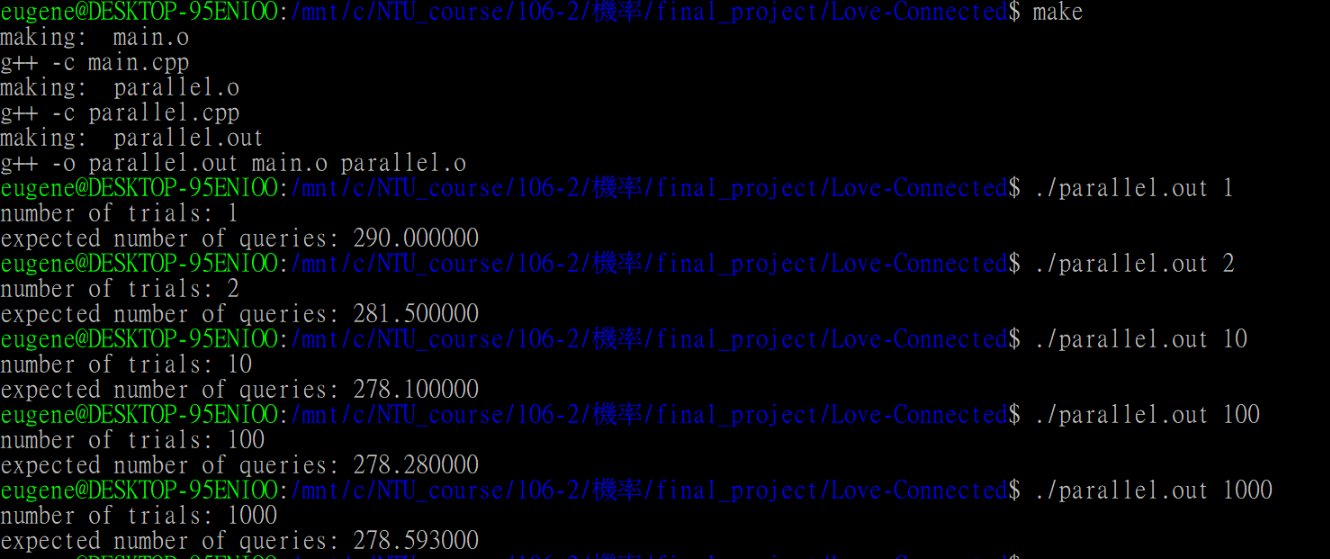 eugene@DESKTOP-95ENIOO:/mnt/c/NTU_course/106-2/機率/final_project/Love-Connected$ make
making:  main.o
g++ -c main.cpp
making:  parallel.o
g++ -c parallel.cpp
making:  parallel.out
g++ -o parallel.out main.o parallel.o
eugene@DESKTOP-95ENIOO:/mnt/c/NTU_course/106-2/機率/final_project/Love-Connected$ ./parallel.out 1
number of trials: 1
expected number of queries: 290.000000
eugene@DESKTOP-95ENIOO:/mnt/c/NTU_course/106-2/機率/final_project/Love-Connected$ ./parallel.out 2
number of trials: 2
expected number of queries: 281.500000
eugene@DESKTOP-95ENIOO:/mnt/c/NTU_course/106-2/機率/final_project/Love-Connected$ ./parallel.out 10
number of trials: 10
expected number of queries: 278.100000
eugene@DESKTOP-95ENIOO:/mnt/c/NTU_course/106-2/機率/final_project/Love-Connected$ ./parallel.out 100
number of trials: 100
expected number of queries: 278.280000
eugene@DESKTOP-95ENIOO:/mnt/c/NTU_course/106-2/機率/final_project/Love-Connected$ ./parallel.out 1000
number of trials: 1000
expected number of queries: 278.593000